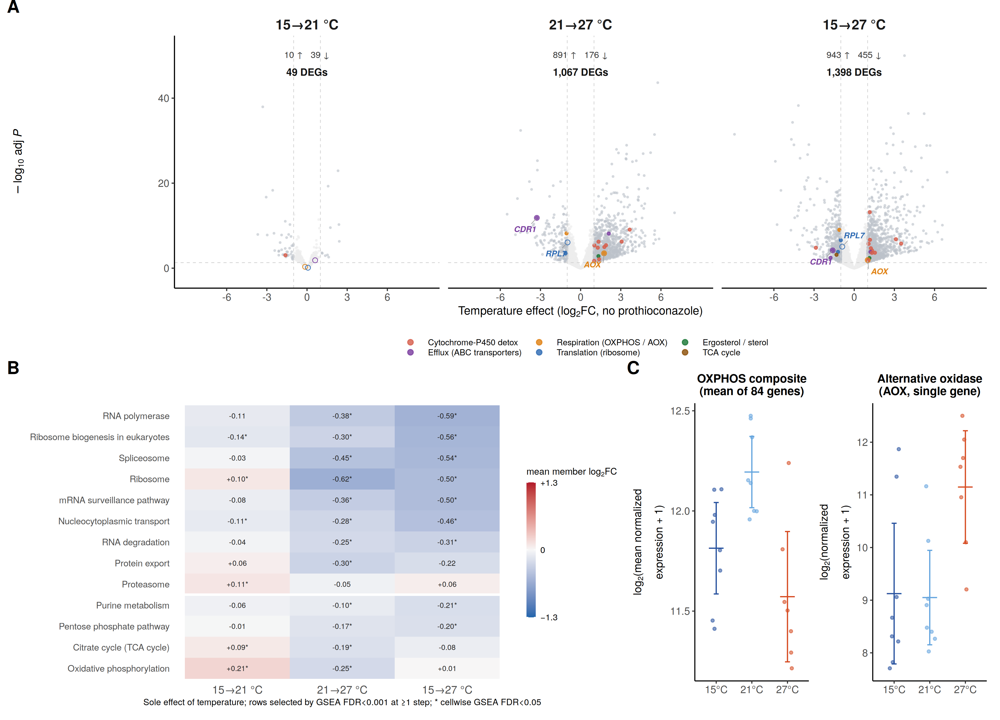 A
15→21 °C
21→27 °C
15→27 °C
10 ↑ 39 ↓
891 ↑ 176 ↓
943 ↑ 455 ↓
49 DEGs
1,067 DEGs
1,398 DEGs
40
20
0
− log10 adj P
CDR1
RPL7
AOX
RPL7
CDR1
AOX
-6 -3 0 3 6
-6 -3 0 3 6
-6 -3 0 3 6
Temperature effect (log2FC, no prothioconazole)
Cytochrome-P450 detox
Respiration (OXPHOS / AOX)
Ergosterol / sterol
Efflux (ABC transporters)
Translation (ribosome)
TCA cycle
B
RNA polymerase -0.11 -0.38* -0.59*
Ribosome biogenesis in eukaryotes -0.14* -0.30* -0.56*
Spliceosome -0.03 -0.45* -0.54*
Ribosome +0.10* -0.62* -0.50*
mRNA surveillance pathway -0.08 -0.36* -0.50*
Nucleocytoplasmic transport -0.11* -0.28* -0.46*
RNA degradation -0.04 -0.25* -0.31*
Protein export +0.06 -0.30* -0.22
Proteasome +0.11* -0.05 +0.06
Purine metabolism -0.06 -0.10* -0.21*
Pentose phosphate pathway -0.01 -0.17* -0.20*
Citrate cycle (TCA cycle) +0.09* -0.19* -0.08
Oxidative phosphorylation +0.21* -0.25* +0.01
15→21 °C 21→27 °C 15→27 °C
Sole effect of temperature; rows selected by GSEA FDR<0.001 at ≥1 step; * cellwise GSEA FDR<0.05
mean member log2FC
+1.3
0
−1.3
C
OXPHOS composite
(mean of 84 genes)
log2(mean normalized
expression + 1)
12.5
12.0
11.5
15°C 21°C 27°C
Alternative oxidase
(AOX, single gene)
log2(normalized
expression + 1)
12
11
10
9
8
15°C 21°C 27°C